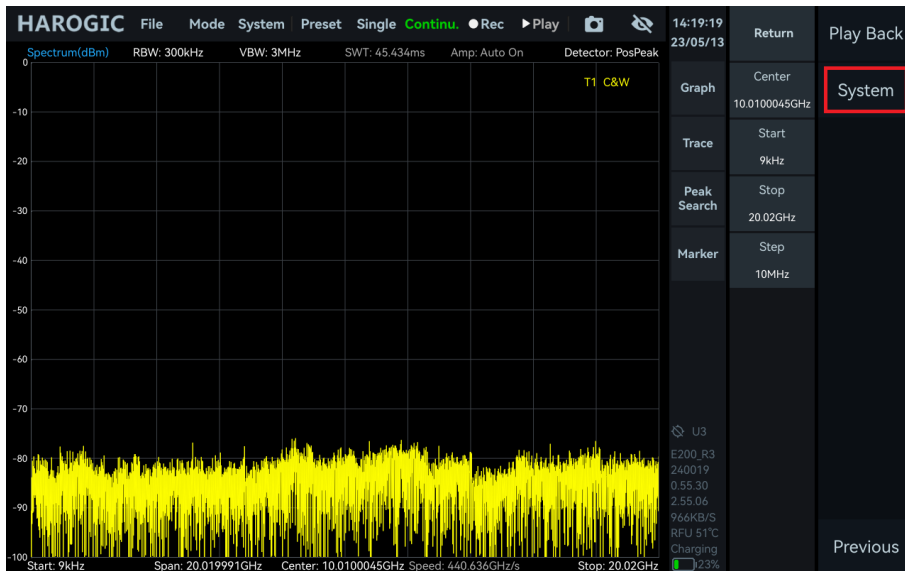 HAROGIC File Mode System Preset Single Continu. Rec Play
14:19:19
23/05/13
Spectrum(dBm) RBW: 300kHz VBW: 3MHz SWT: 45.434ms Amp: Auto On Detector: PosPeak
T1 C&W
0
-10
-20
-30
-40
-50
-60
-70
-80
-90
-100
Start: 9kHz Span: 20.019991GHz Center: 10.0100045GHz Speed: 440.636GHz/s Stop: 20.02GHz
Graph
Trace
Peak
Search
Marker
U3
E200_R3
240019
0.55.30
2.55.06
966KB/S
RFU 51℃
Charging
23%
Return
Center
10.0100045GHz
Start
9kHz
Stop
20.02GHz
Step
10MHz
Play Back
System
Previous